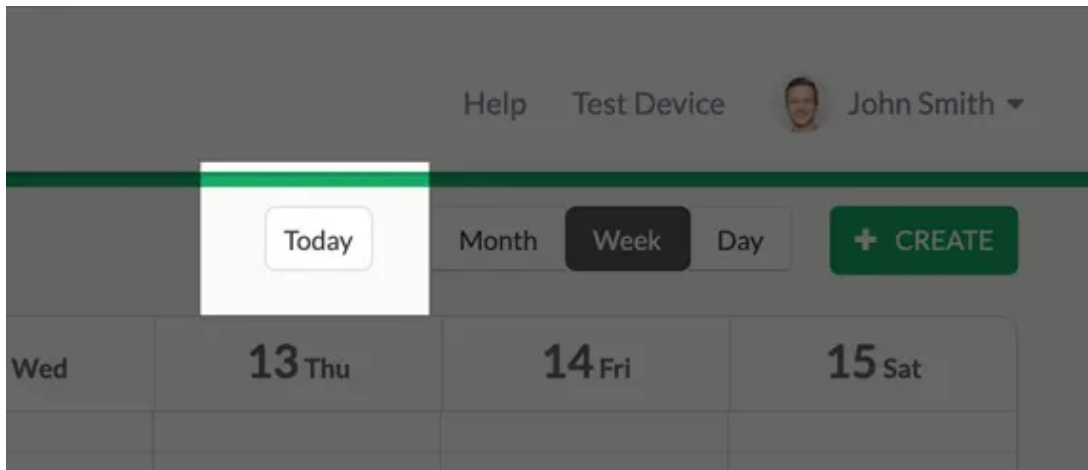 Help Test Device John Smith
Today Month Week Day + CREATE
Wed 13 Thu 14 Fri 15 Sat